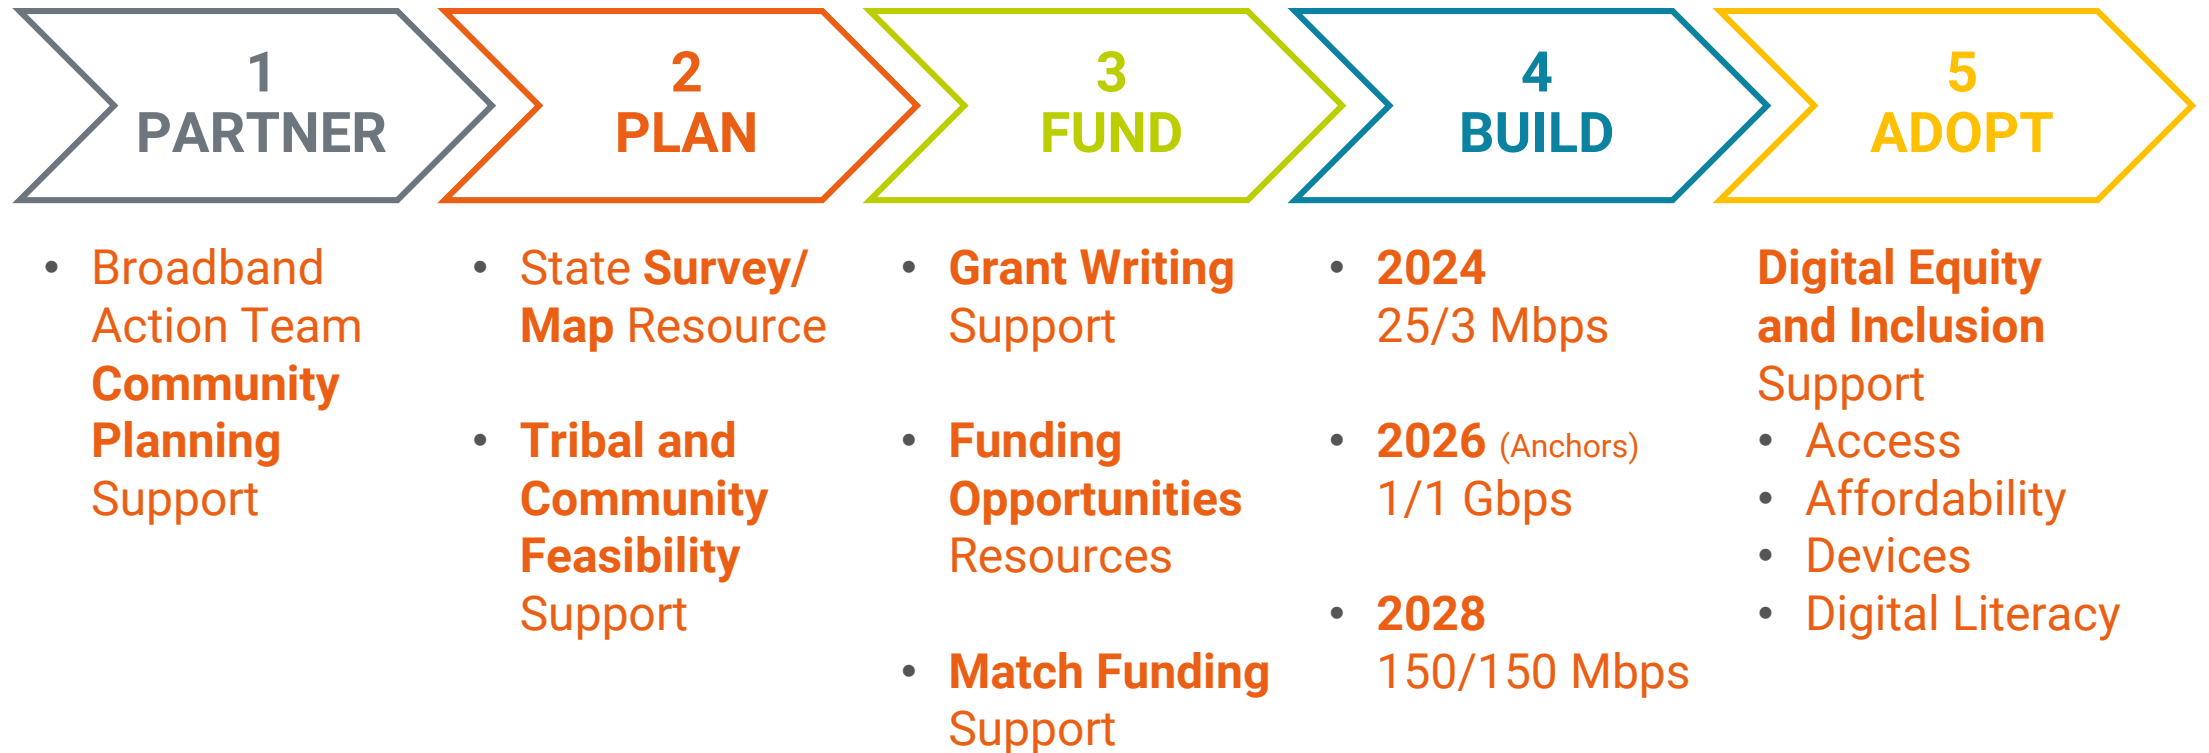 1
PARTNER
2
PLAN
3
FUND
4
BUILD
5
ADOPT
• Broadband
Action Team
Community
Planning
Support
• State Survey/
Map Resource
• Tribal and
Community
Feasibility
Support
• Grant Writing
Support
• Funding
Opportunities
Resources
• Match Funding
Support
• 2024
25/3 Mbps
• 2026 (Anchors)
1/1 Gbps
• 2028
150/150 Mbps
Digital Equity
and Inclusion
Support
• Access
• Affordability
• Devices
• Digital Literacy